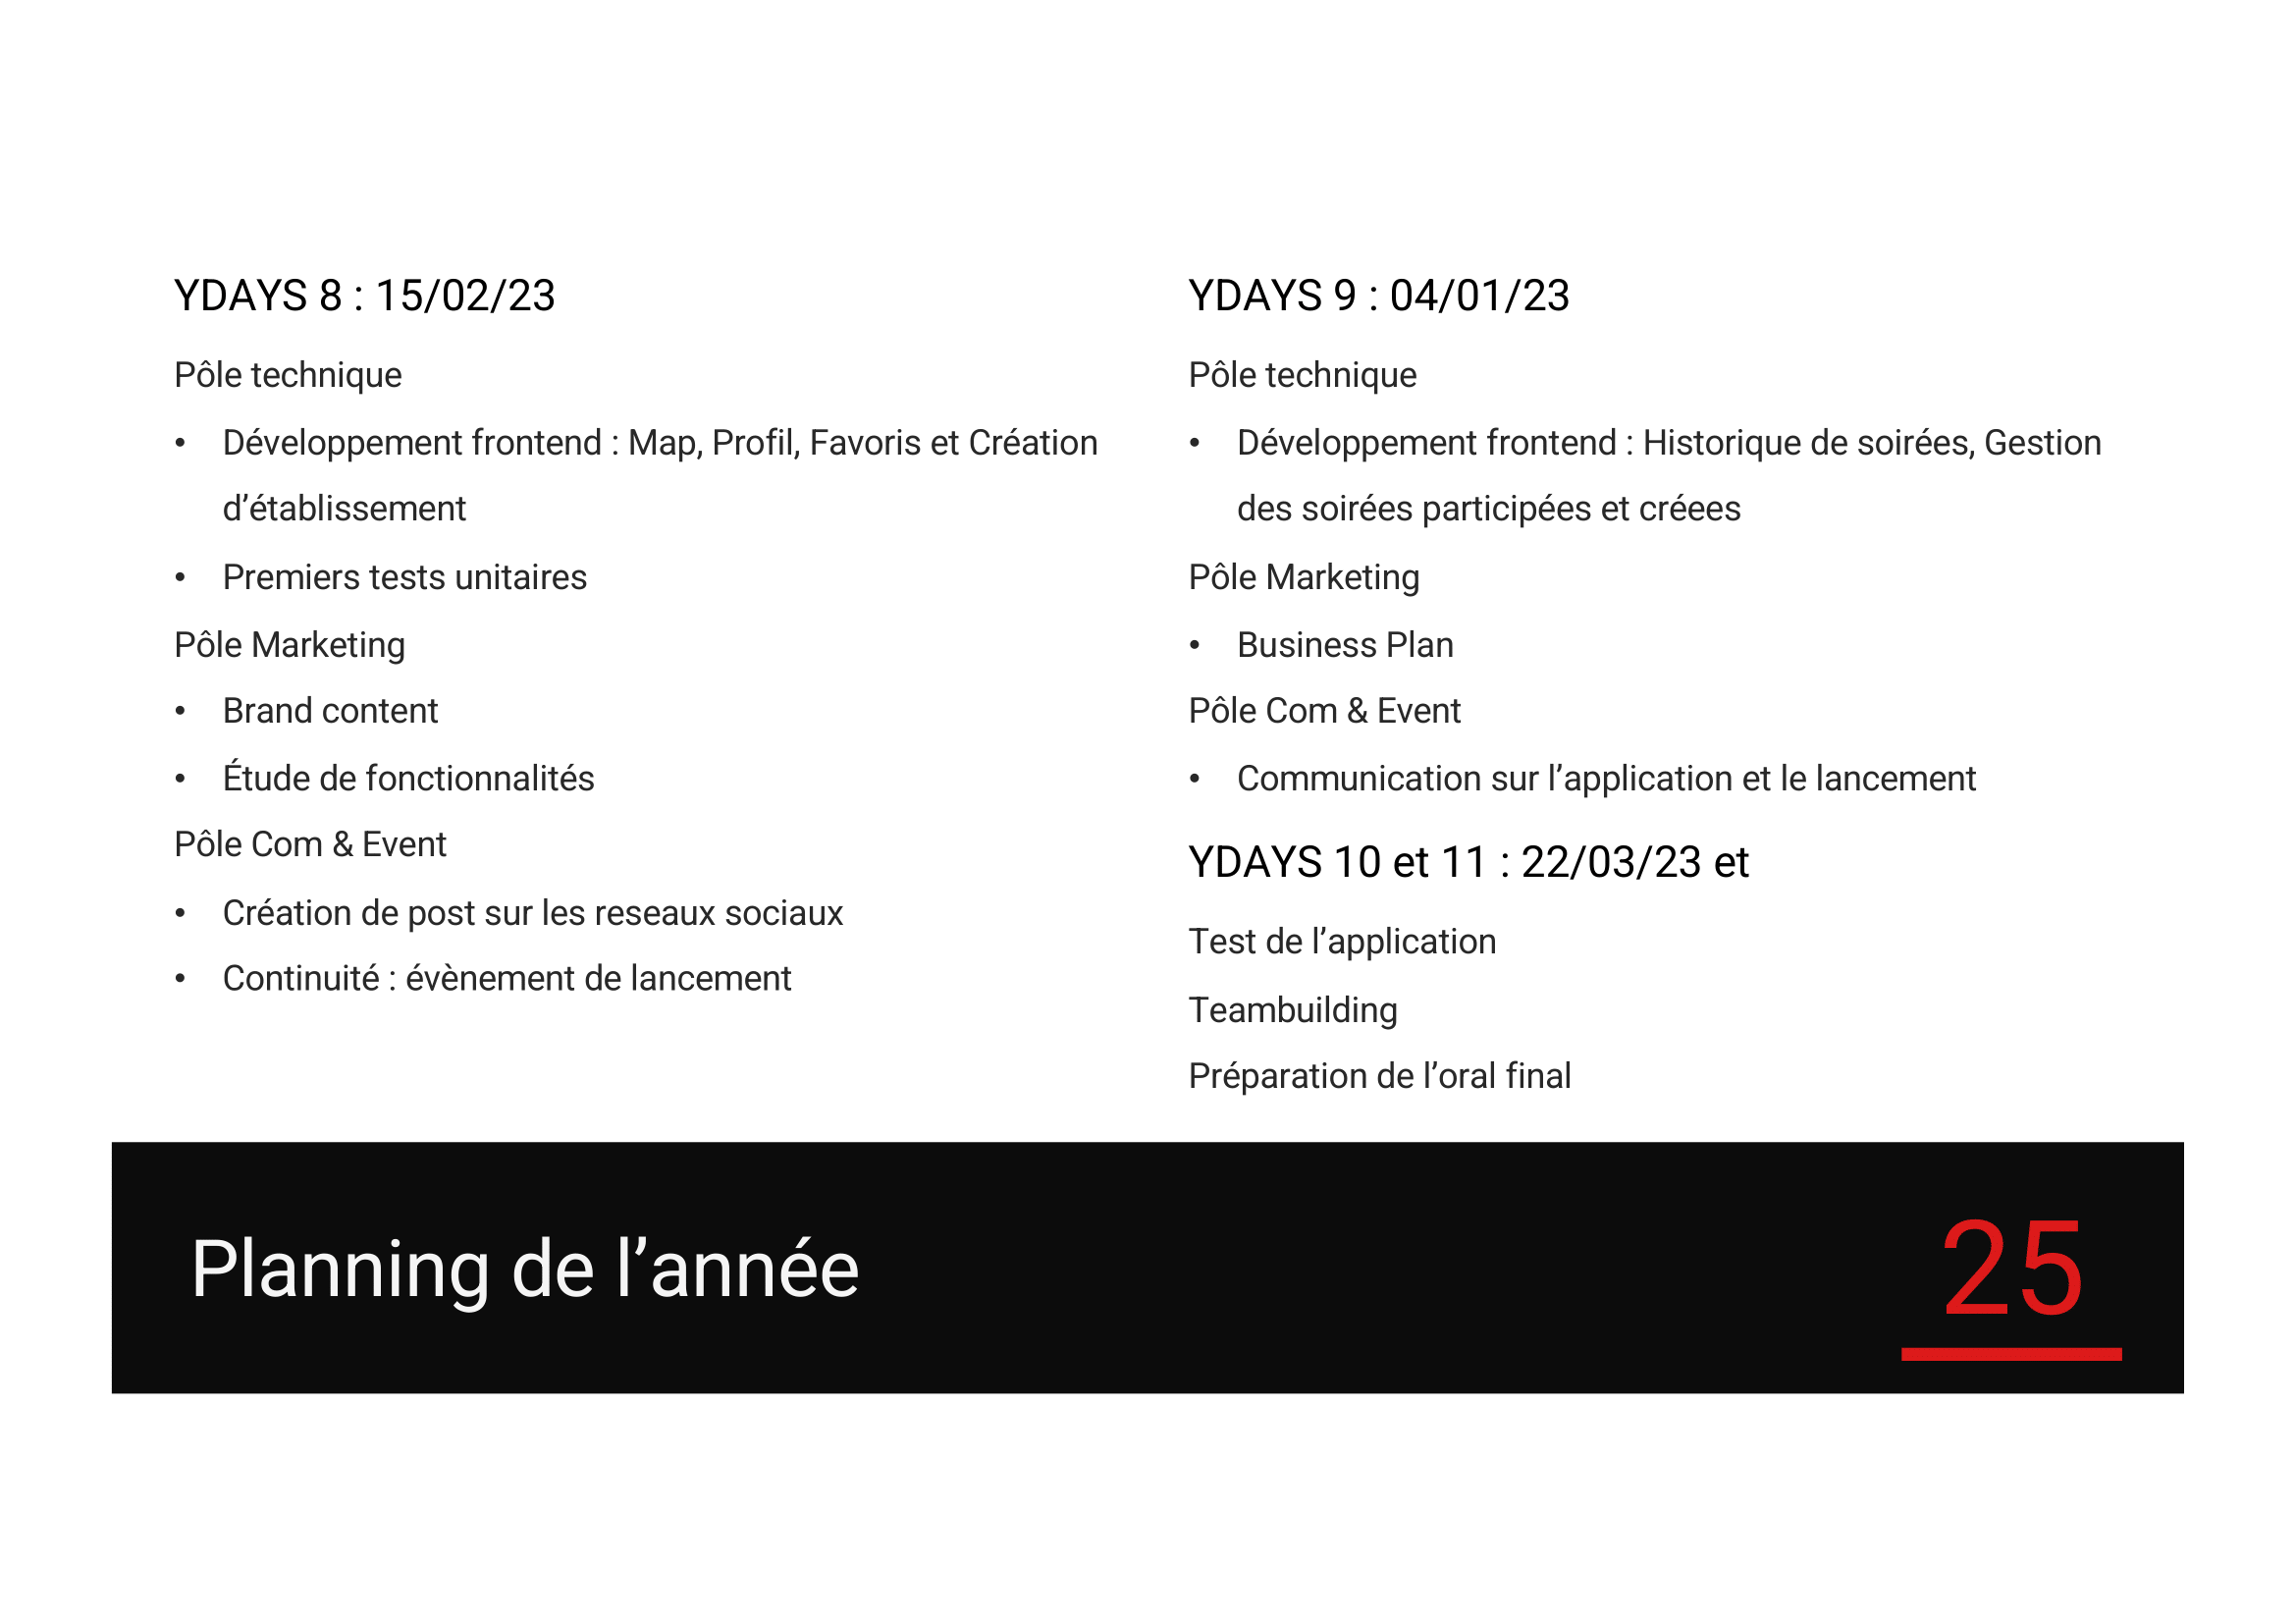 YDAYS 8 : 15/02/23
Pôle technique
• Développement frontend : Map, Profil, Favoris et Création
d’établissement
• Premiers tests unitaires
Pôle Marketing
• Brand content
• Étude de fonctionnalités
Pôle Com & Event
• Création de post sur les reseaux sociaux
• Continuité : évènement de lancement
YDAYS 9 : 04/01/23
Pôle technique
• Développement frontend : Historique de soirées, Gestion
des soirées participées et créees
Pôle Marketing
• Business Plan
Pôle Com & Event
• Communication sur l’application et le lancement
YDAYS 10 et 11 : 22/03/23 et
Test de l’application
Teambuilding
Préparation de l’oral final
Planning de l’année
25